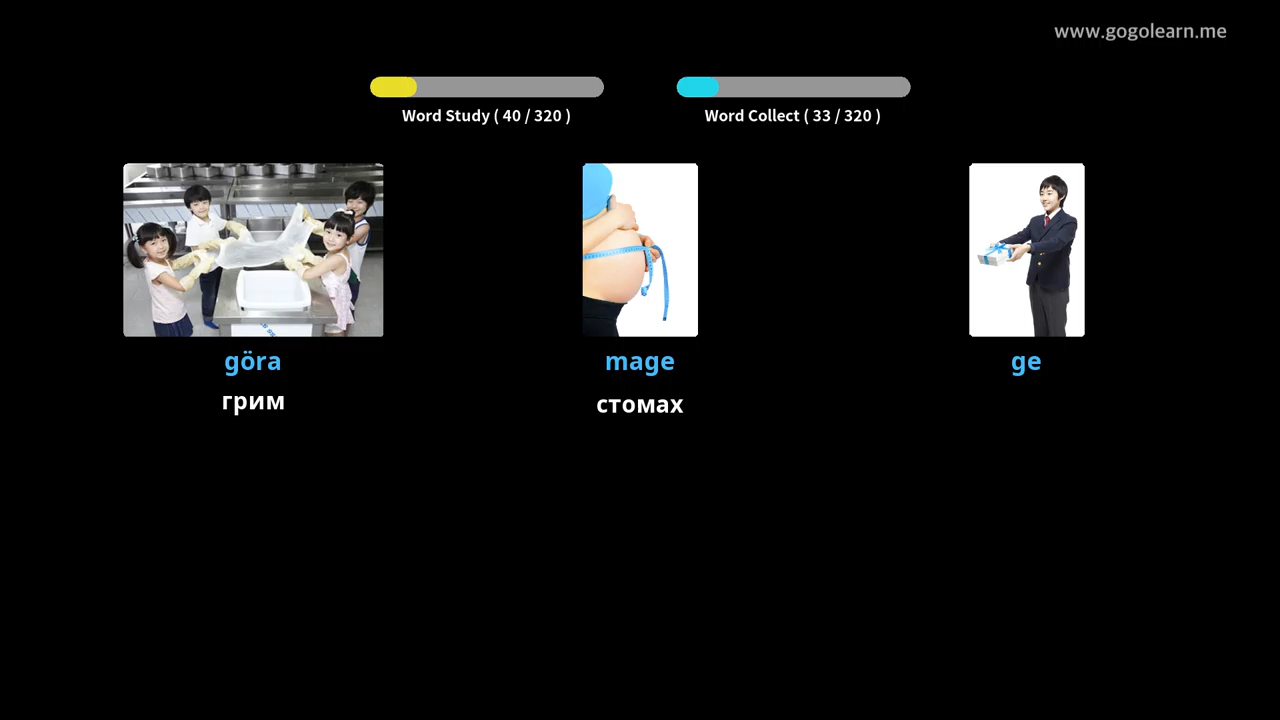 www.gogolearn.me
Word Study ( 40 / 320 )
Word Collect ( 33 / 320 )
göra
mage
ge
грим
стомах